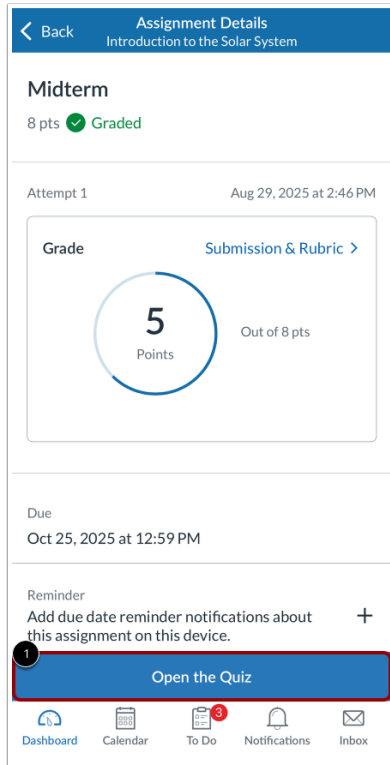 Back
Assignment Details
Introduction to the Solar System
Midterm
8 pts Graded
Attempt 1
Aug 29, 2025 at 2:46 PM
Grade
Submission & Rubric >
5
Points
Out of 8 pts
Due
Oct 25, 2025 at 12:59 PM
Reminder
Add due date reminder notifications about
this assignment on this device.
+
1
Open the Quiz
3
Dashboard
Calendar
To Do
Notifications
Inbox